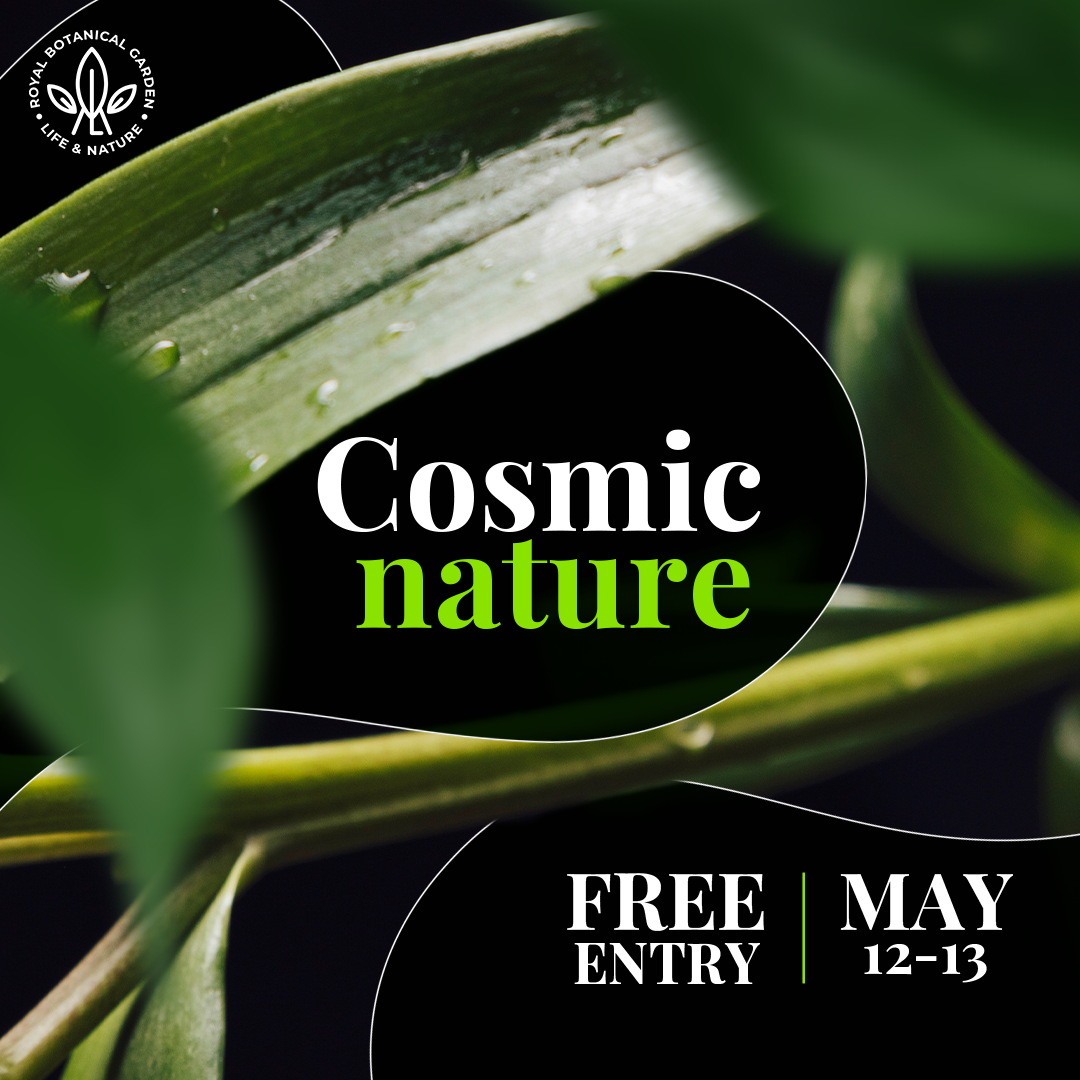 ROYAL BOTANICAL GARDEN
• LIFE & NATURE •
Cosmic
nature
FREE
ENTRY
MAY
12-13